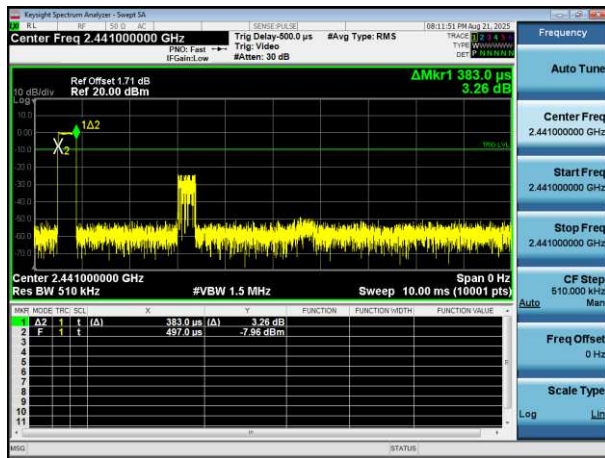 Keysight Spectrum Analyzer - Swept SA
RL RF 50 Ω AC SENSE:PULSE 08:11:51 PM Aug 21, 2025
Center Freq 2.441000000 GHz
PNO: Fast
IFGain:Low
Trig Delay-500.0 µs
Trig: Video
#Atten: 30 dB
#Avg Type: RMS
TRACE 1 2 3 4 5 6
TYPE WWWWWW
DET P N N N N N
Ref Offset 1.71 dB
10 dB/div Ref 20.00 dBm
Log
ΔMkr1 383.0 µs
3.26 dB
10.0
0.00
-10.0
-20.0
-30.0
-40.0
-50.0
-60.0
-70.0
1Δ2
2
TRIG LVL
Center 2.441000000 GHz Span 0 Hz
Res BW 510 kHz #VBW 1.5 MHz Sweep 10.00 ms (10001 pts)
MKR MODE TRC SCL X Y FUNCTION FUNCTION WIDTH FUNCTION VALUE
1 Δ2 1 t (Δ) 383.0 µs (Δ) 3.26 dB
2 F 1 t 497.0 µs -7.96 dBm
3
4
5
6
7
8
9
10
11
MSG STATUS
Frequency
Auto Tune
Center Freq
2.441000000 GHz
Start Freq
2.441000000 GHz
Stop Freq
2.441000000 GHz
CF Step
510.000 kHz
Auto Man
Freq Offset
0 Hz
Scale Type
Log Lin